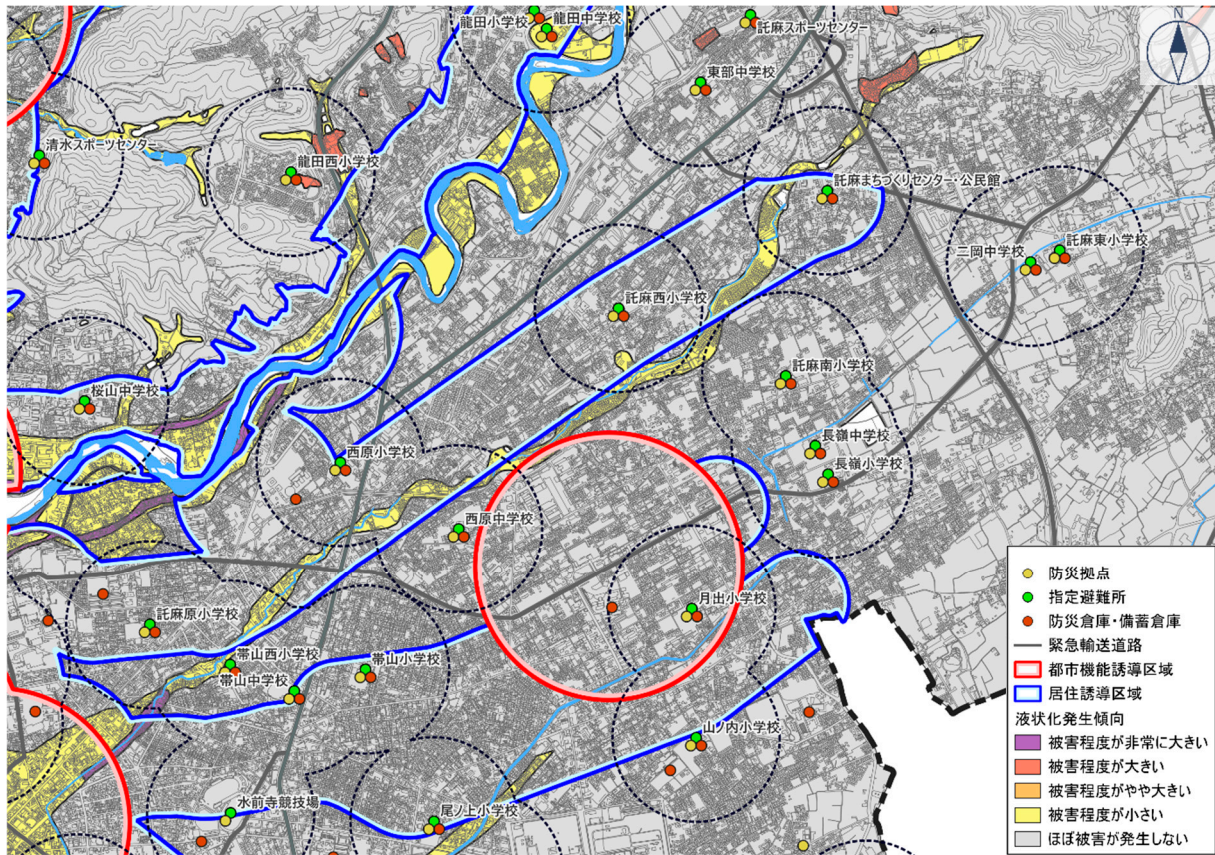 龍田小学校
龍田中学校
託麻スポーツセンター
N
東部中学校
清水スポーツセンター
龍田西小学校
託麻まちづくりセンター・公民館
二岡中学校
託麻東小学校
託麻西小学校
託麻南小学校
桜山中学校
長嶺中学校
西原小学校
長嶺小学校
西原中学校
月出小学校
託麻原小学校
帯山西小学校
帯山小学校
帯山中学校
山ノ内小学校
水前寺競技場
尾ノ上小学校
防災拠点
指定避難所
防災倉庫・備蓄倉庫
緊急輸送道路
都市機能誘導区域
居住誘導区域
液状化発生傾向
被害程度が非常に大きい
被害程度が大きい
被害程度がやや大きい
被害程度が小さい
ほぼ被害が発生しない